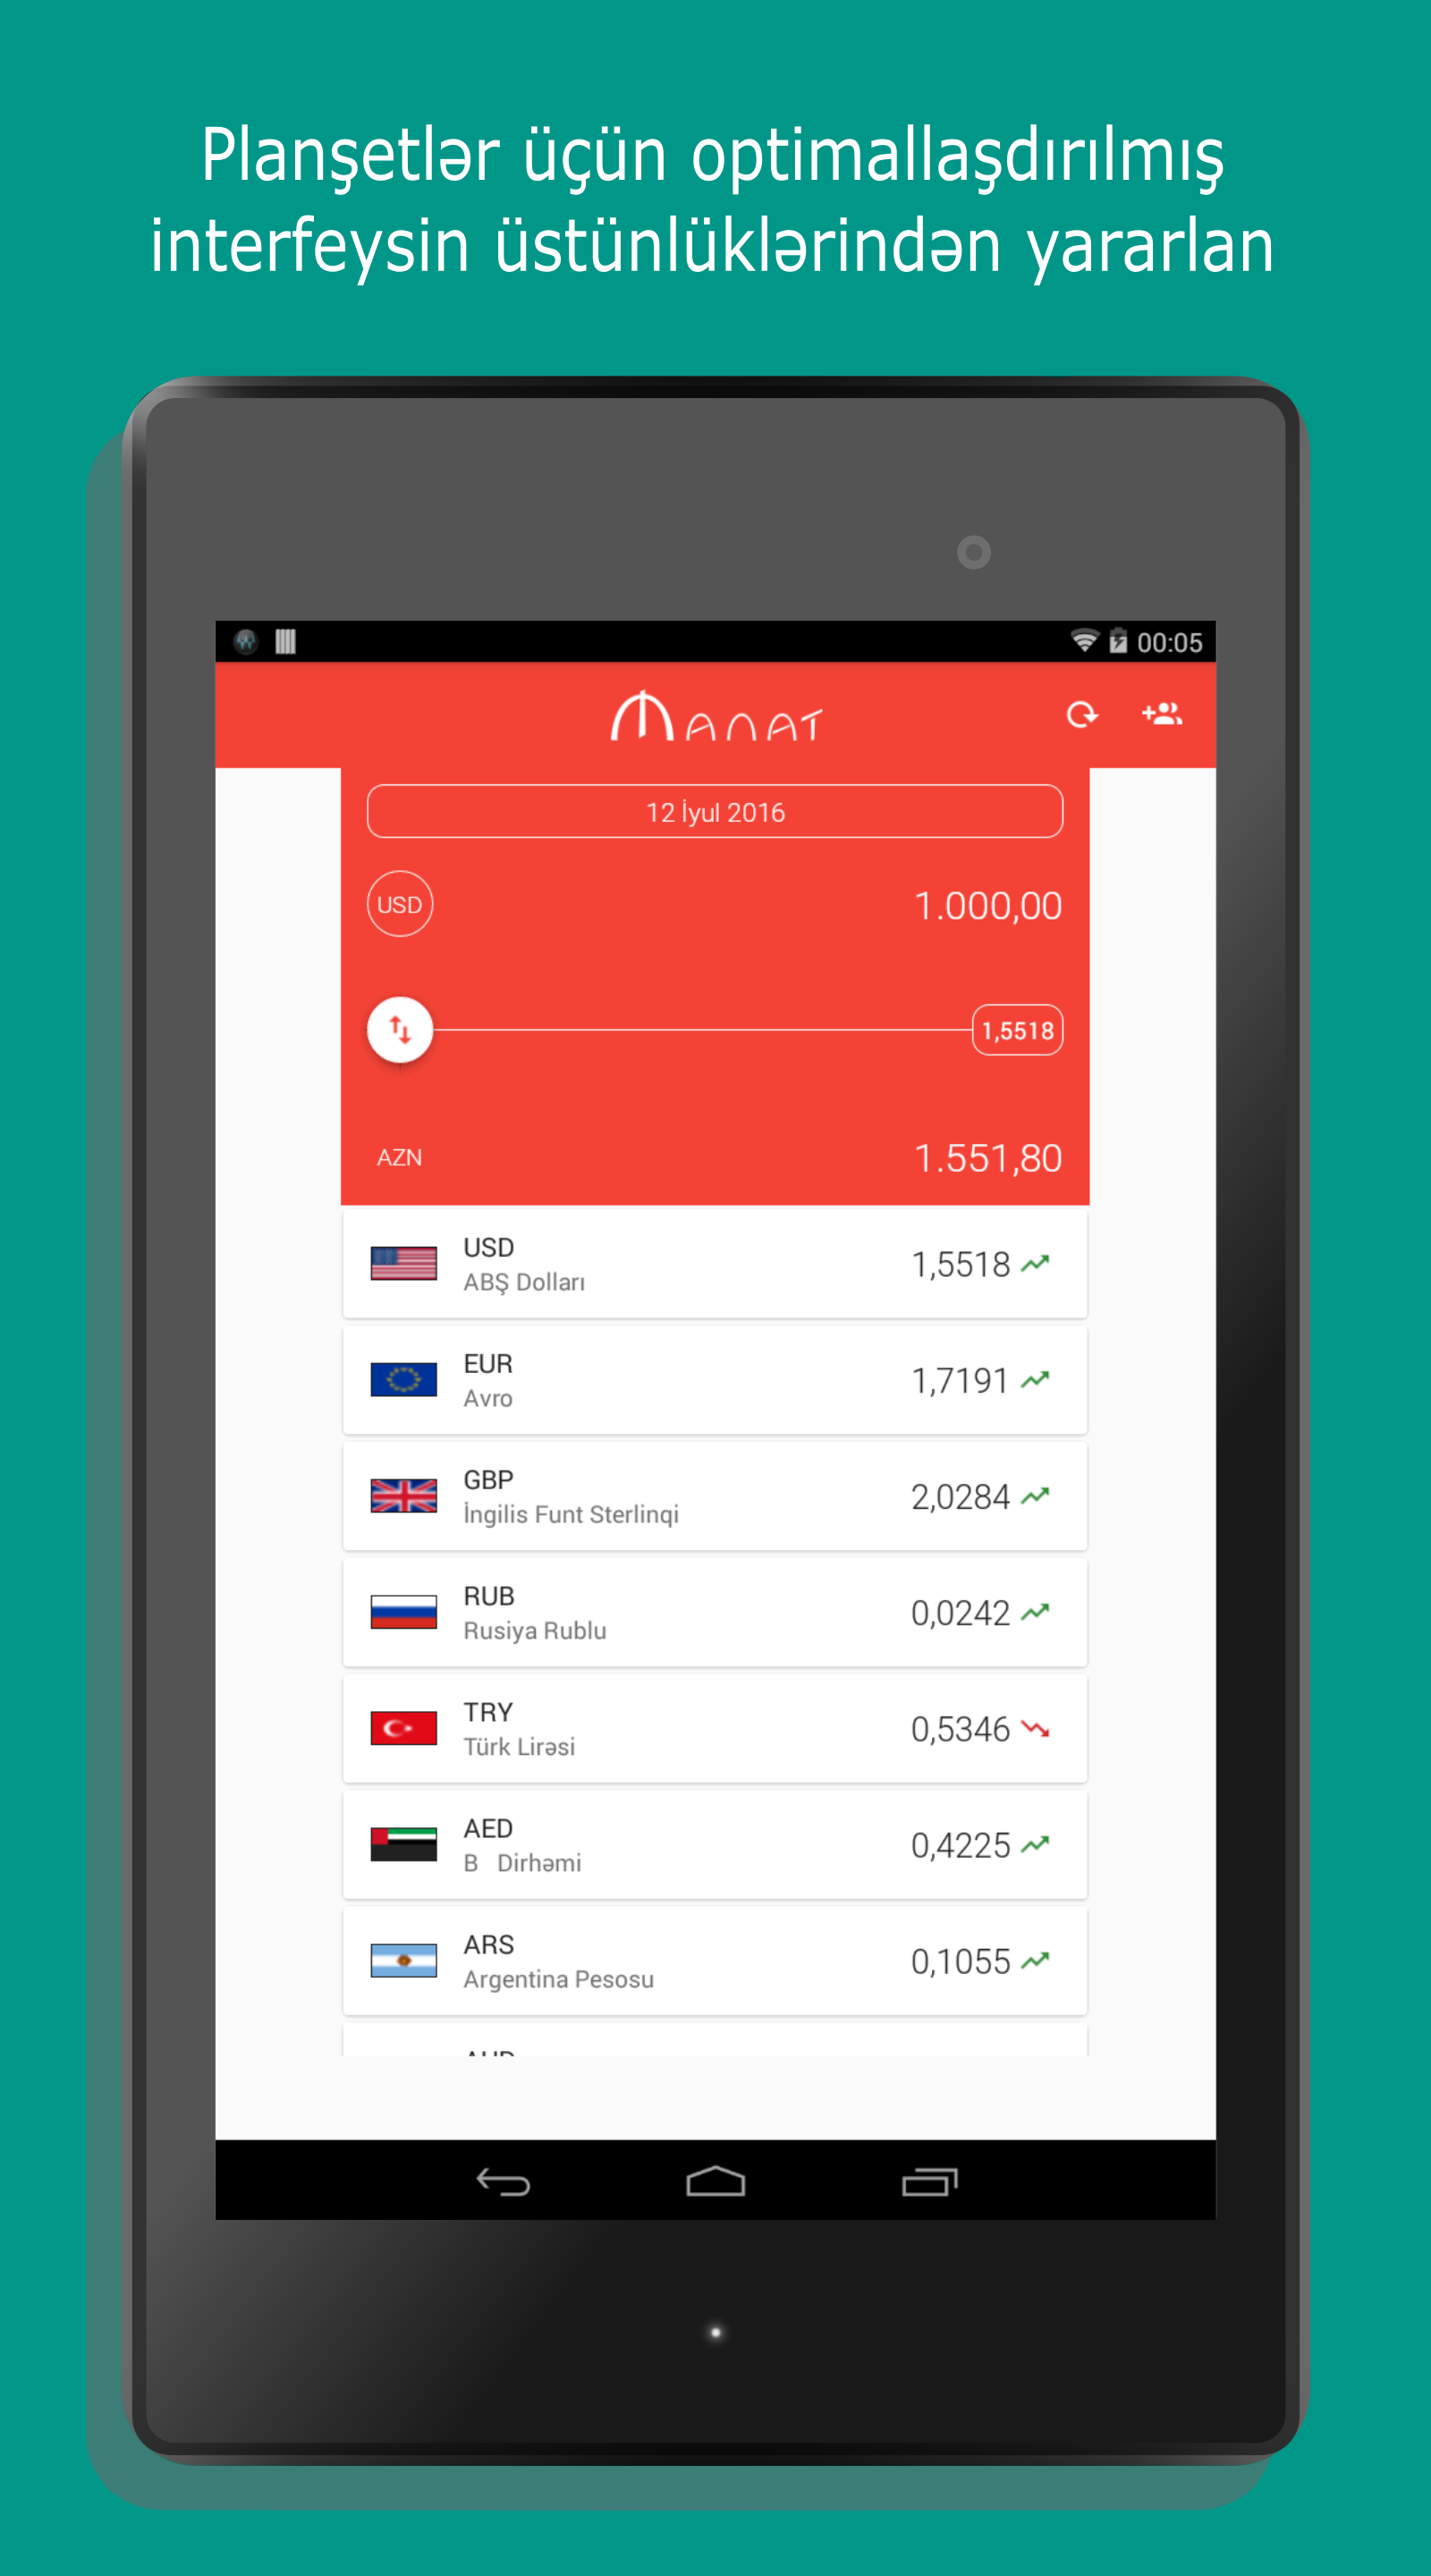 Planşetlər üçün optimallaşdırılmış
interfeysin üstünlüklərindən yararlan
00:05
MANAT
12 İyul 2016
USD 1.000,00
1,5518
AZN 1.551,80
USD
ABŞ Dolları
1,5518
EUR
Avro
1,7191
GBP
İngilis Funt Sterlinqi
2,0284
RUB
Rusiya Rublu
0,0242
TRY
Türk Lirəsi
0,5346
AED
B Dirhəmi
0,4225
ARS
Argentina Pesosu
0,1055